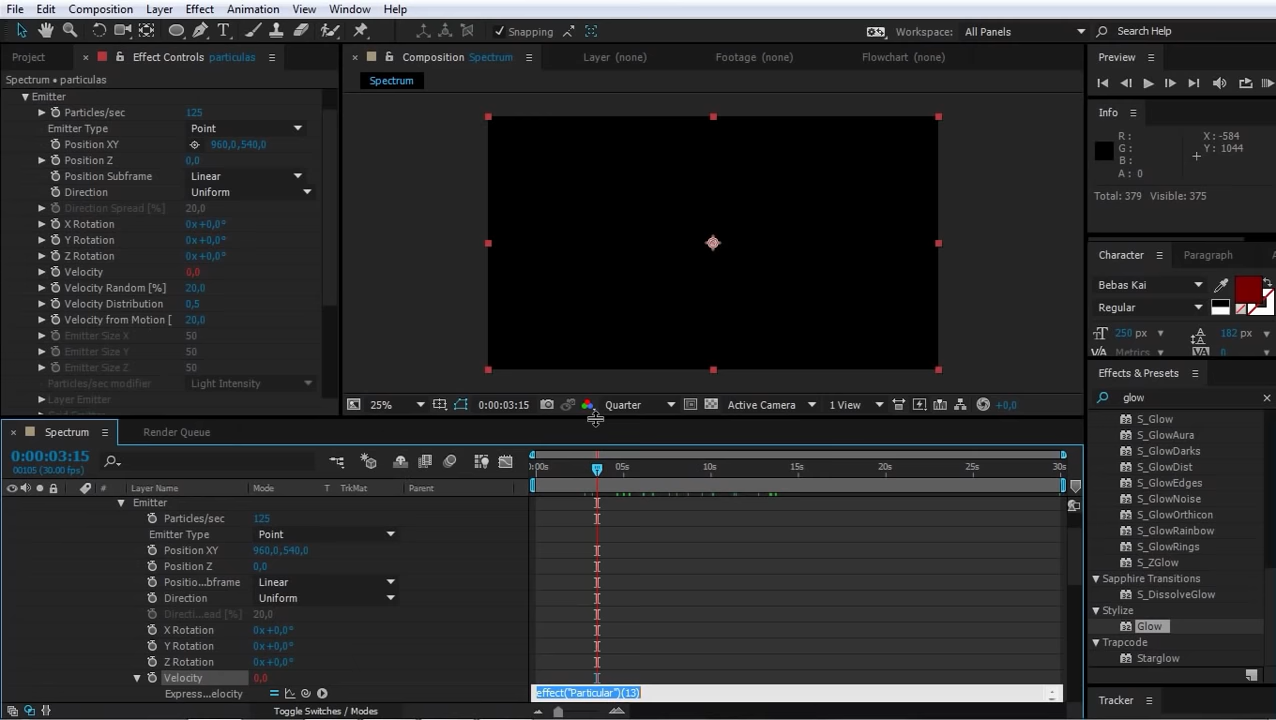 File Edit Composition Layer Effect Animation View Window Help
Snapping Workspace: All Panels Search Help
Project Effect Controls particulas Composition Spectrum Layer (none) Footage (none) Flowchart (none) Preview
Spectrum • particulas Spectrum
Emitter
Particles/sec 125
Emitter Type Point
Position XY 960,0,540,0
Position Z 0,0
Position Subframe Linear
Direction Uniform
Direction Spread [%] 20,0
X Rotation 0x+0,0°
Y Rotation 0x+0,0°
Z Rotation 0x+0,0°
Velocity 0,0
Velocity Random [%] 20,0
Velocity Distribution 0,5
Velocity from Motion [ 20,0
Emitter Size X 50
Emitter Size Y 50
Emitter Size Z 50
Particles/sec modifier Light Intensity
Layer Emitter
25% 0:00:03:15 Quarter Active Camera 1 View +0,0
Info
R : X : -584
G : Y : 1044
B :
A : 0
Total: 379 Visible: 375
Character Paragraph
Bebas Kai
Regular
250 px 182 px
Metrics 0
Effects & Presets
glow
S_Glow
S_GlowAura
S_GlowDarks
S_GlowDist
S_GlowEdges
S_GlowNoise
S_GlowOrthicon
S_GlowRainbow
S_GlowRings
S_ZGlow
Sapphire Transitions
S_DissolveGlow
Stylize
Glow
Trapcode
Starglow
Tracker
Spectrum Render Queue
0:00:03:15
00105 (30.00 fps)
:00s 05s 10s 15s 20s 25s 30s
# Layer Name Mode T TrkMat Parent
Emitter
Particles/sec 125
Emitter Type Point
Position XY 960,0,540,0
Position Z 0,0
Positio...bframe Linear
Direction Uniform
Directi...ead [%] 20,0
X Rotation 0x+0,0°
Y Rotation 0x+0,0°
Z Rotation 0x+0,0°
Velocity 0,0
Express...elocity effect("Particular")(13)
Toggle Switches / Modes